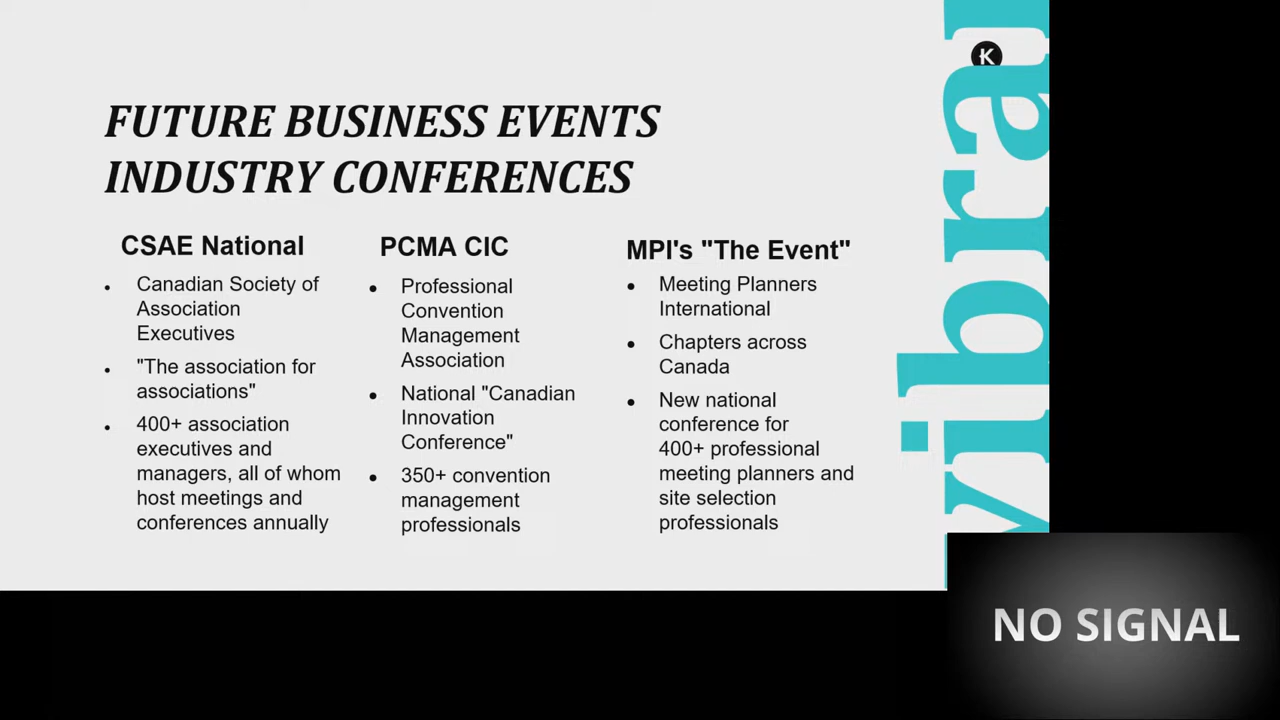 K
FUTURE BUSINESS EVENTS
INDUSTRY CONFERENCES
CSAE National
Canadian Society of
Association
Executives
"The association for
associations"
400+ association
executives and
managers, all of whom
host meetings and
conferences annually
PCMA CIC
Professional
Convention
Management
Association
National "Canadian
Innovation
Conference"
350+ convention
management
professionals
MPI's "The Event"
Meeting Planners
International
Chapters across
Canada
New national
conference for
400+ professional
meeting planners and
site selection
professionals
vibra
NO SIGNAL